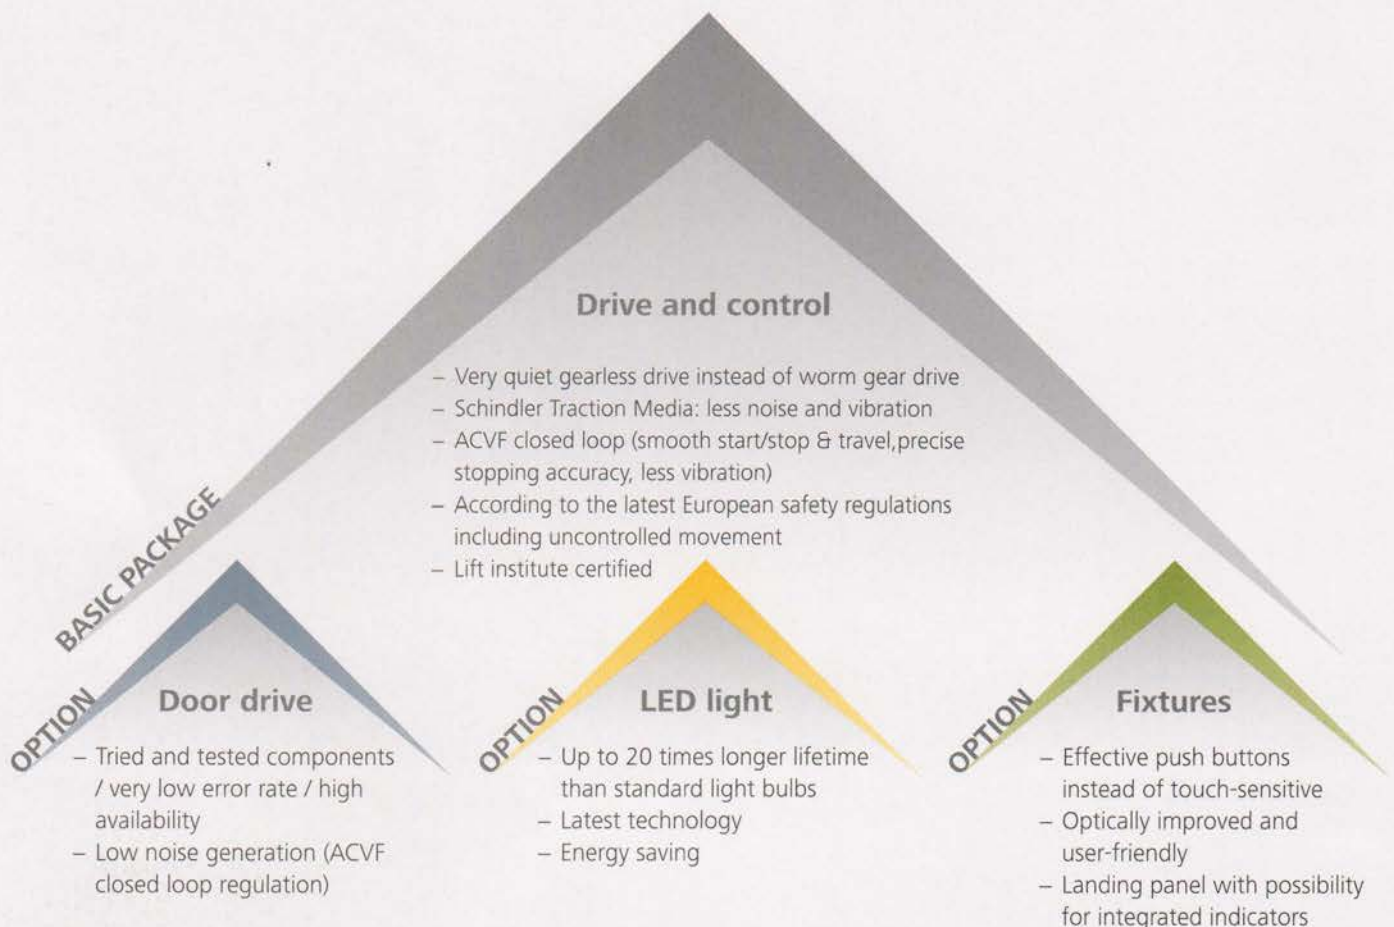 Drive and control
– Very quiet gearless drive instead of worm gear drive
– Schindler Traction Media: less noise and vibration
– ACVF closed loop (smooth start/stop & travel,precise
stopping accuracy, less vibration)
– According to the latest European safety regulations
including uncontrolled movement
– Lift institute certified
BASIC PACKAGE
OPTION
Door drive
– Tried and tested components
/ very low error rate / high
availability
– Low noise generation (ACVF
closed loop regulation)
OPTION
LED light
– Up to 20 times longer lifetime
than standard light bulbs
– Latest technology
– Energy saving
OPTION
Fixtures
– Effective push buttons
instead of touch-sensitive
– Optically improved and
user-friendly
– Landing panel with possibility
for integrated indicators